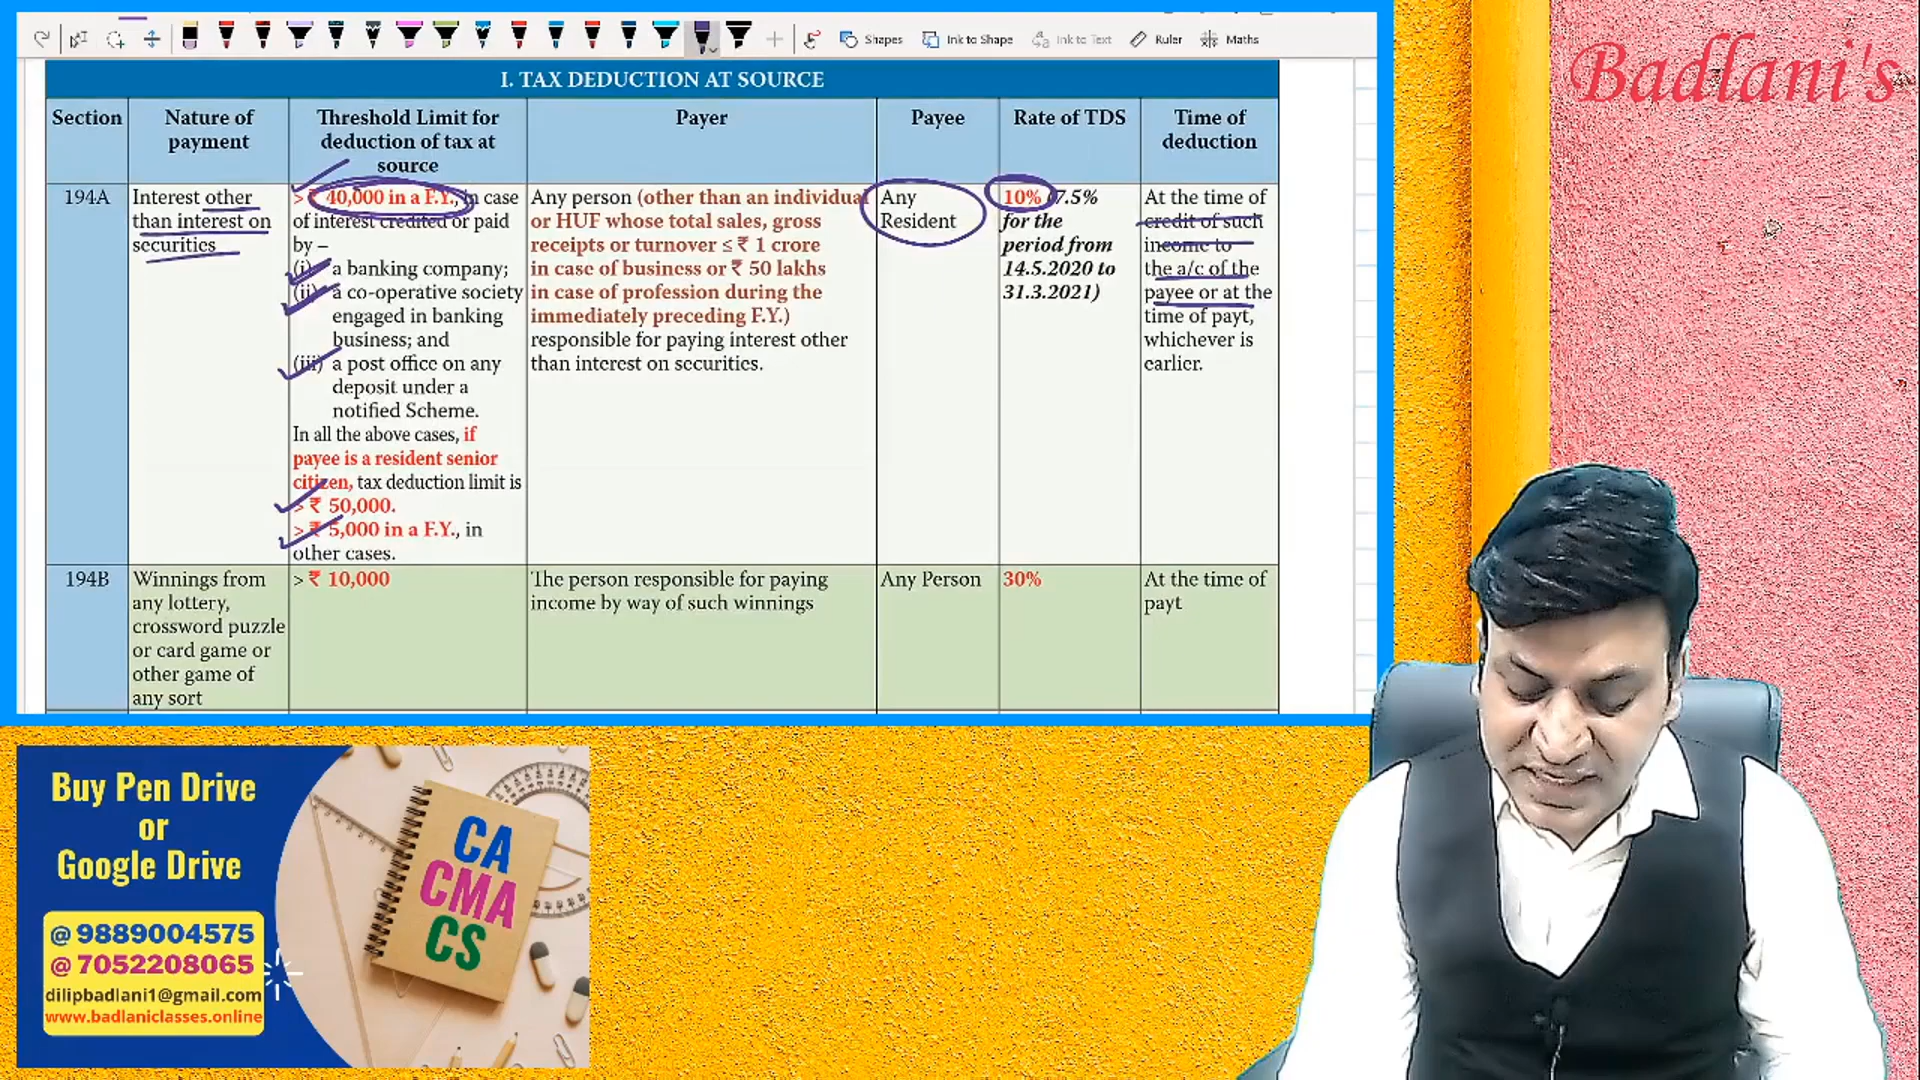 Shapes
Ink to Shape
Ink to Text
Ruler
Maths
Badlani's
I. TAX DEDUCTION AT SOURCE
Section
Nature of
payment
Threshold Limit for
deduction of tax at
source
Payer
Payee
Rate of TDS
Time of
deduction
194A
Interest other
than interest on
securities
> ₹ 40,000 in a F.Y., in case
of interest credited or paid
by –
(i) a banking company;
(ii) a co-operative society
engaged in banking
business; and
(iii) a post office on any
deposit under a
notified Scheme.
In all the above cases, if
payee is a resident senior
citizen, tax deduction limit is
> ₹ 50,000.
> ₹ 5,000 in a F.Y., in
other cases.
Any person (other than an individual
or HUF whose total sales, gross
receipts or turnover ≤ ₹ 1 crore
in case of business or ₹ 50 lakhs
in case of profession during the
immediately preceding F.Y.)
responsible for paying interest other
than interest on securities.
Any
Resident
10% (7.5%
for the
period from
14.5.2020 to
31.3.2021)
At the time of
credit of such
income to
the a/c of the
payee or at the
time of payt,
whichever is
earlier.
194B
Winnings from
any lottery,
crossword puzzle
or card game or
other game of
any sort
> ₹ 10,000
The person responsible for paying
income by way of such winnings
Any Person
30%
At the time of
payt
Buy Pen Drive
or
Google Drive
@ 9889004575
@ 7052208065
dilipbadlani1@gmail.com
www.badlaniclasses.online
CA
CMA
CS